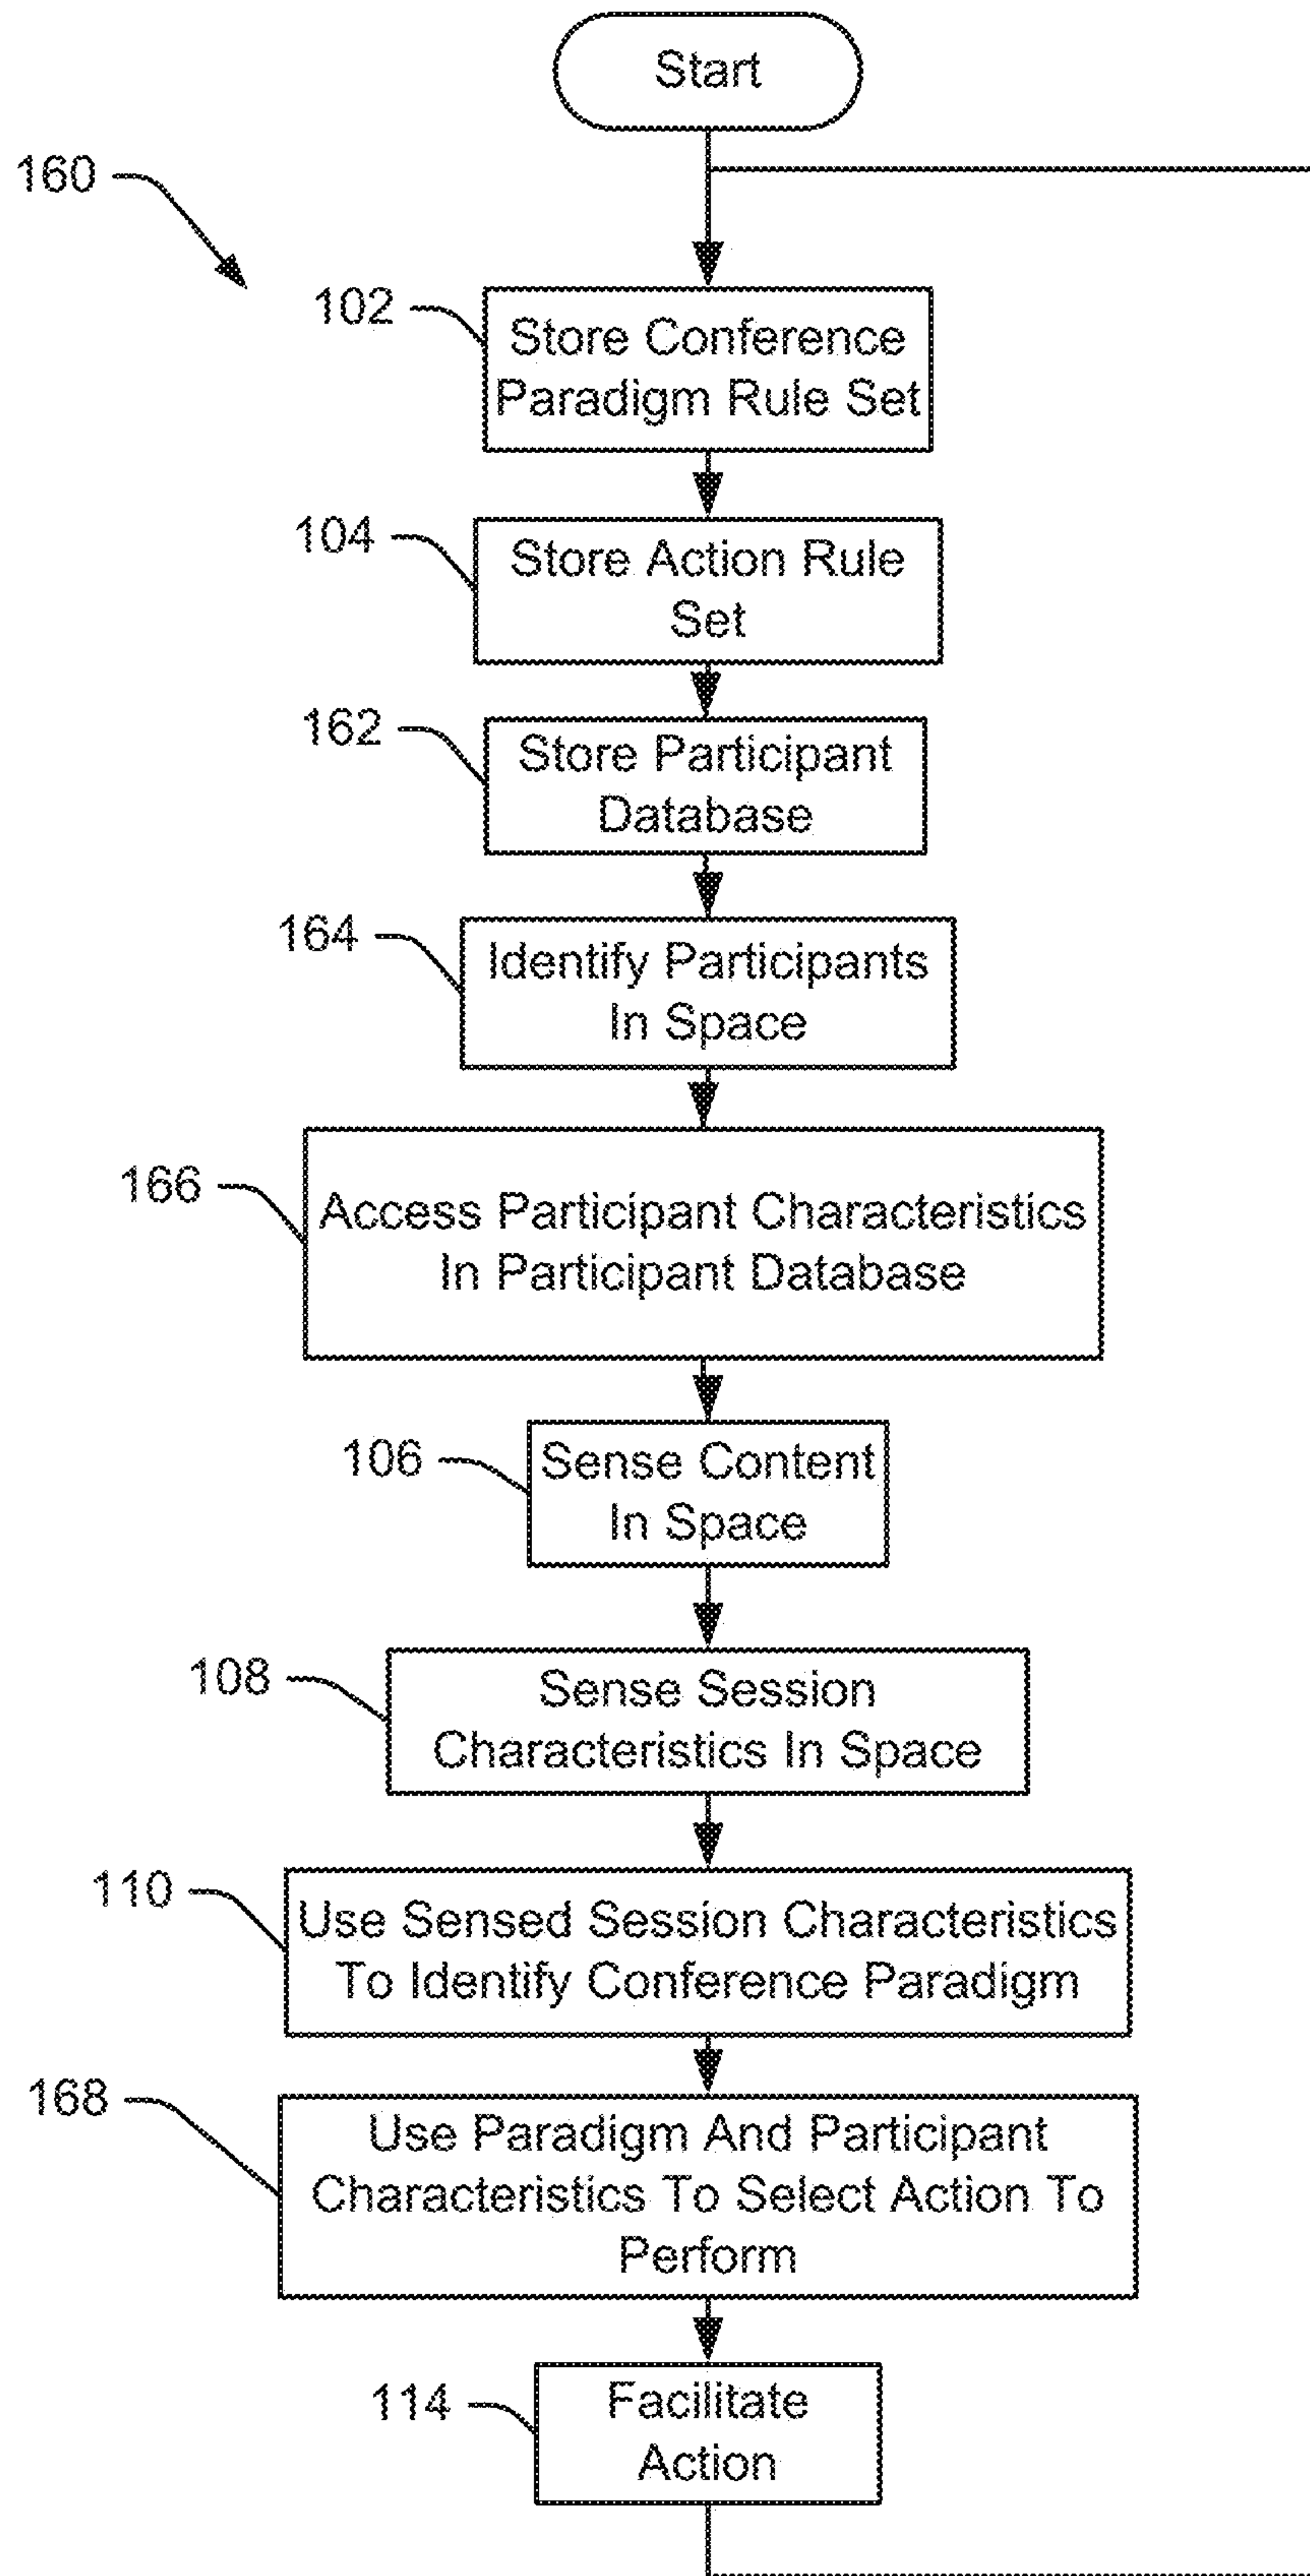 Start
160
102
Store Conference
Paradigm Rule Set
104
Store Action Rule
Set
162
Store Participant
Database
164
Identify Participants
In Space
166
Access Participant Characteristics
In Participant Database
106
Sense Content
In Space
108
Sense Session
Characteristics In Space
110
Use Sensed Session Characteristics
To Identify Conference Paradigm
168
Use Paradigm And Participant
Characteristics To Select Action To
Perform
114
Facilitate
Action